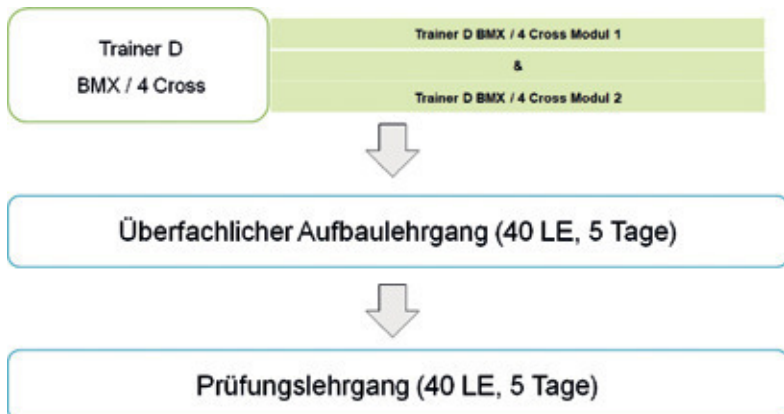 Trainer D
BMX / 4 Cross
Trainer D BMX / 4 Cross Modul 1
&
Trainer D BMX / 4 Cross Modul 2
Überfachlicher Aufbaulehrgang (40 LE, 5 Tage)
Prüfungslehrgang (40 LE, 5 Tage)